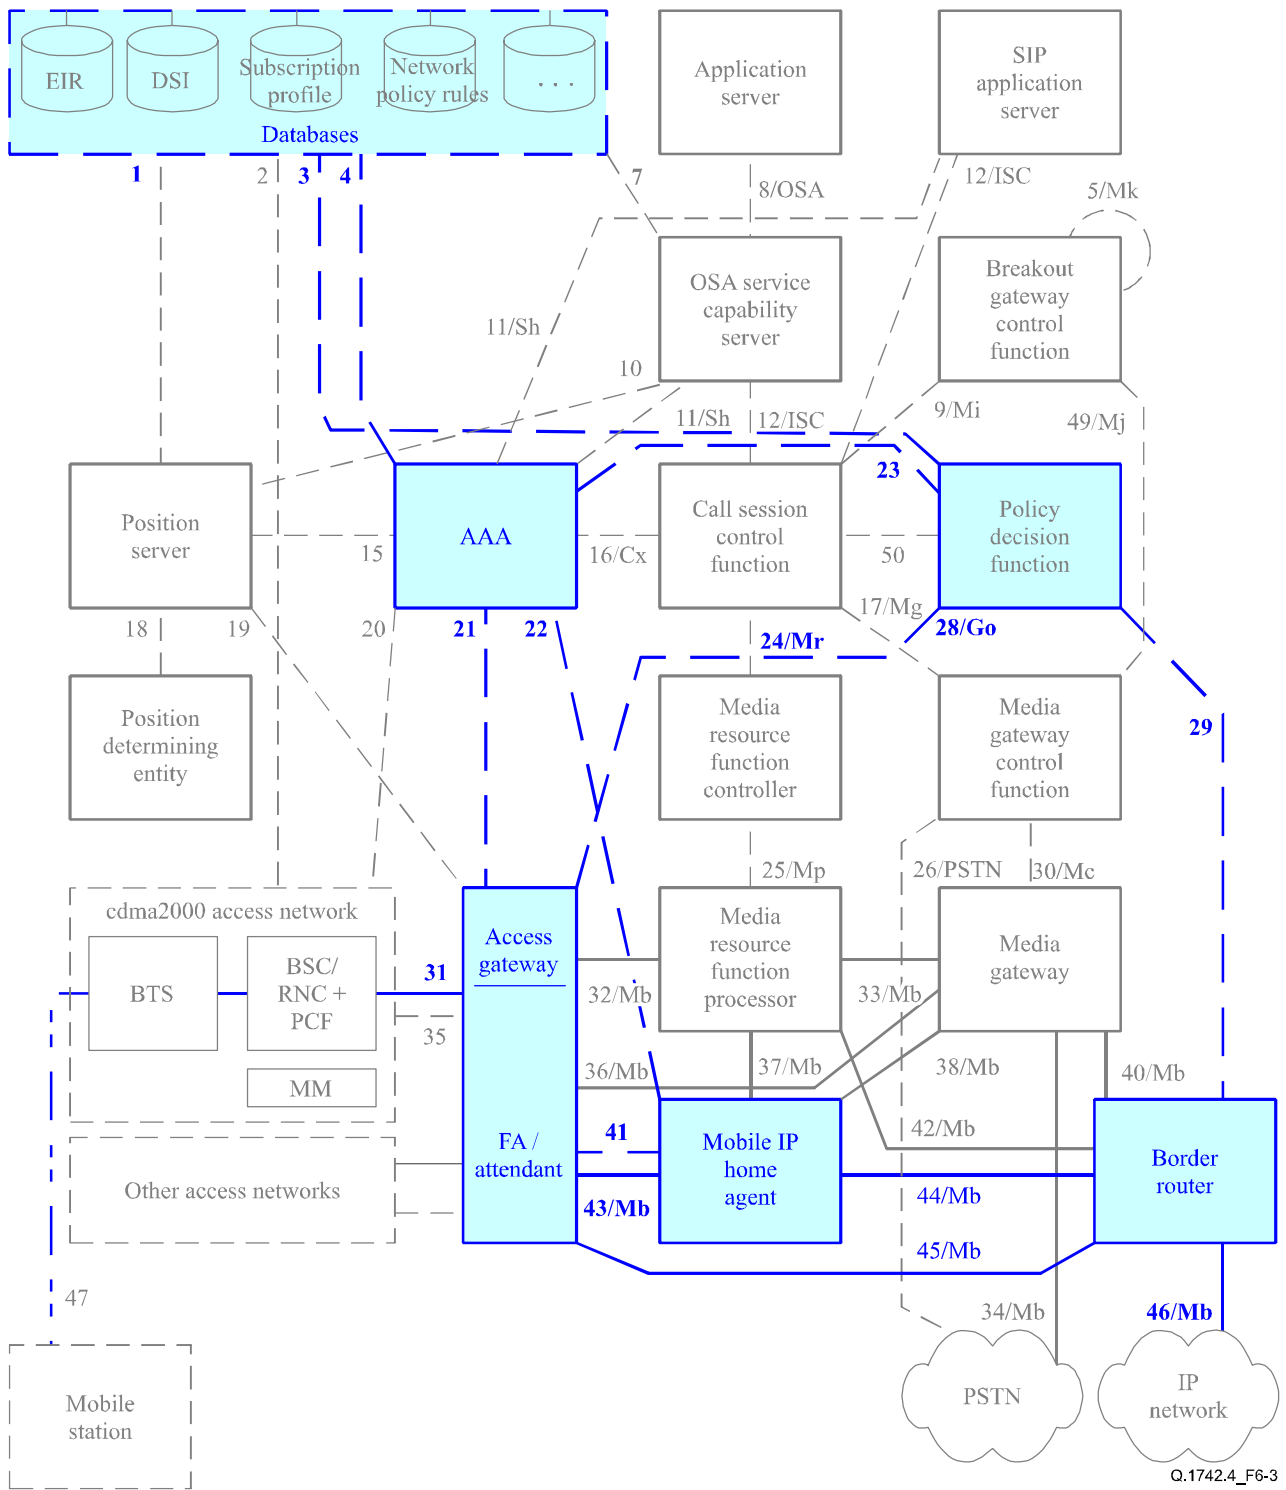 EIR
DSI
Subscription
profile
Network
policy rules
. . .
Databases
Application
server
SIP
application
server
1
2
3
4
7
8/OSA
12/ISC
5/Mk
OSA service
capability
server
Breakout
gateway
control
function
11/Sh
10
11/Sh
12/ISC
9/Mi
49/Mj
23
Position
server
15
AAA
16/Cx
Call session
control
function
50
Policy
decision
function
17/Mg
18
19
20
21
22
24/Mr
28/Go
29
Position
determining
entity
Media
resource
function
controller
Media
gateway
control
function
25/Mp
26/PSTN
30/Mc
cdma2000 access network
BTS
BSC/
RNC +
PCF
MM
31
35
Access
gateway
32/Mb
Media
resource
function
processor
33/Mb
Media
gateway
36/Mb
37/Mb
38/Mb
40/Mb
42/Mb
Other access networks
FA /
attendant
41
43/Mb
Mobile IP
home
agent
44/Mb
45/Mb
Border
router
47
34/Mb
46/Mb
Mobile
station
PSTN
IP
network
Q.1742.4_F6-3